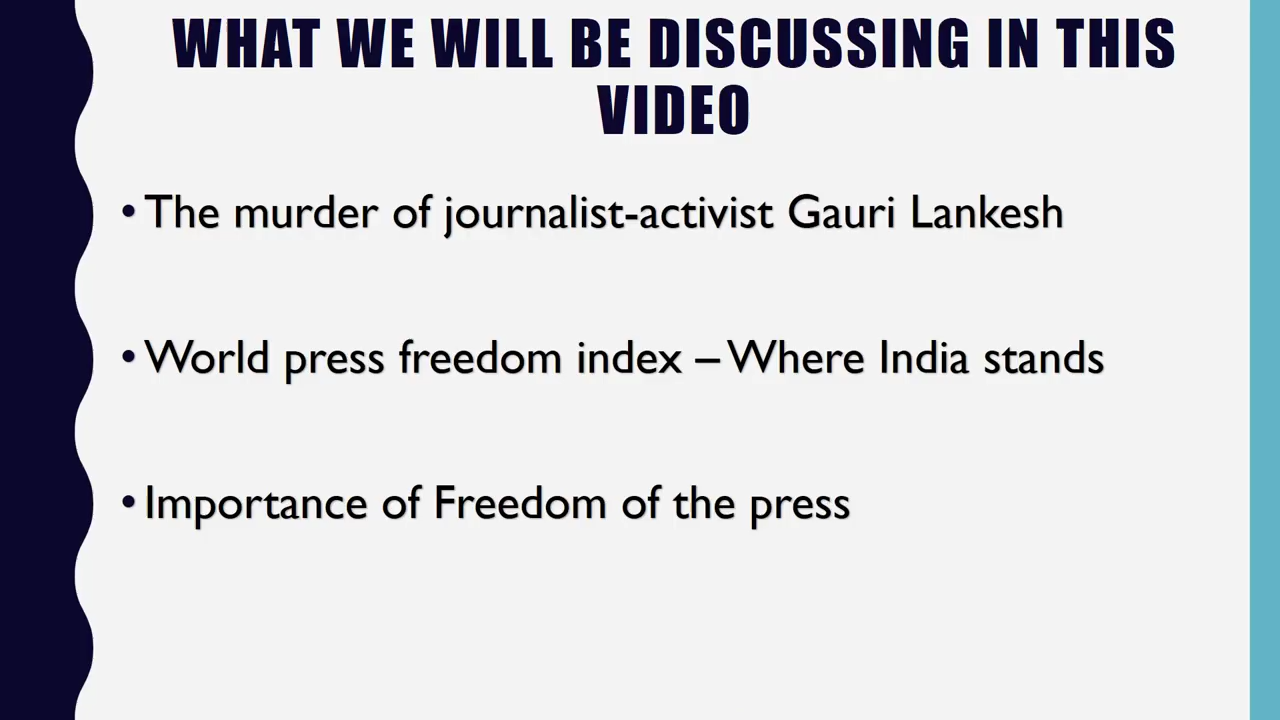 WHAT WE WILL BE DISCUSSING IN THIS
VIDEO
• The murder of journalist-activist Gauri Lankesh
• World press freedom index – Where India stands
• Importance of Freedom of the press